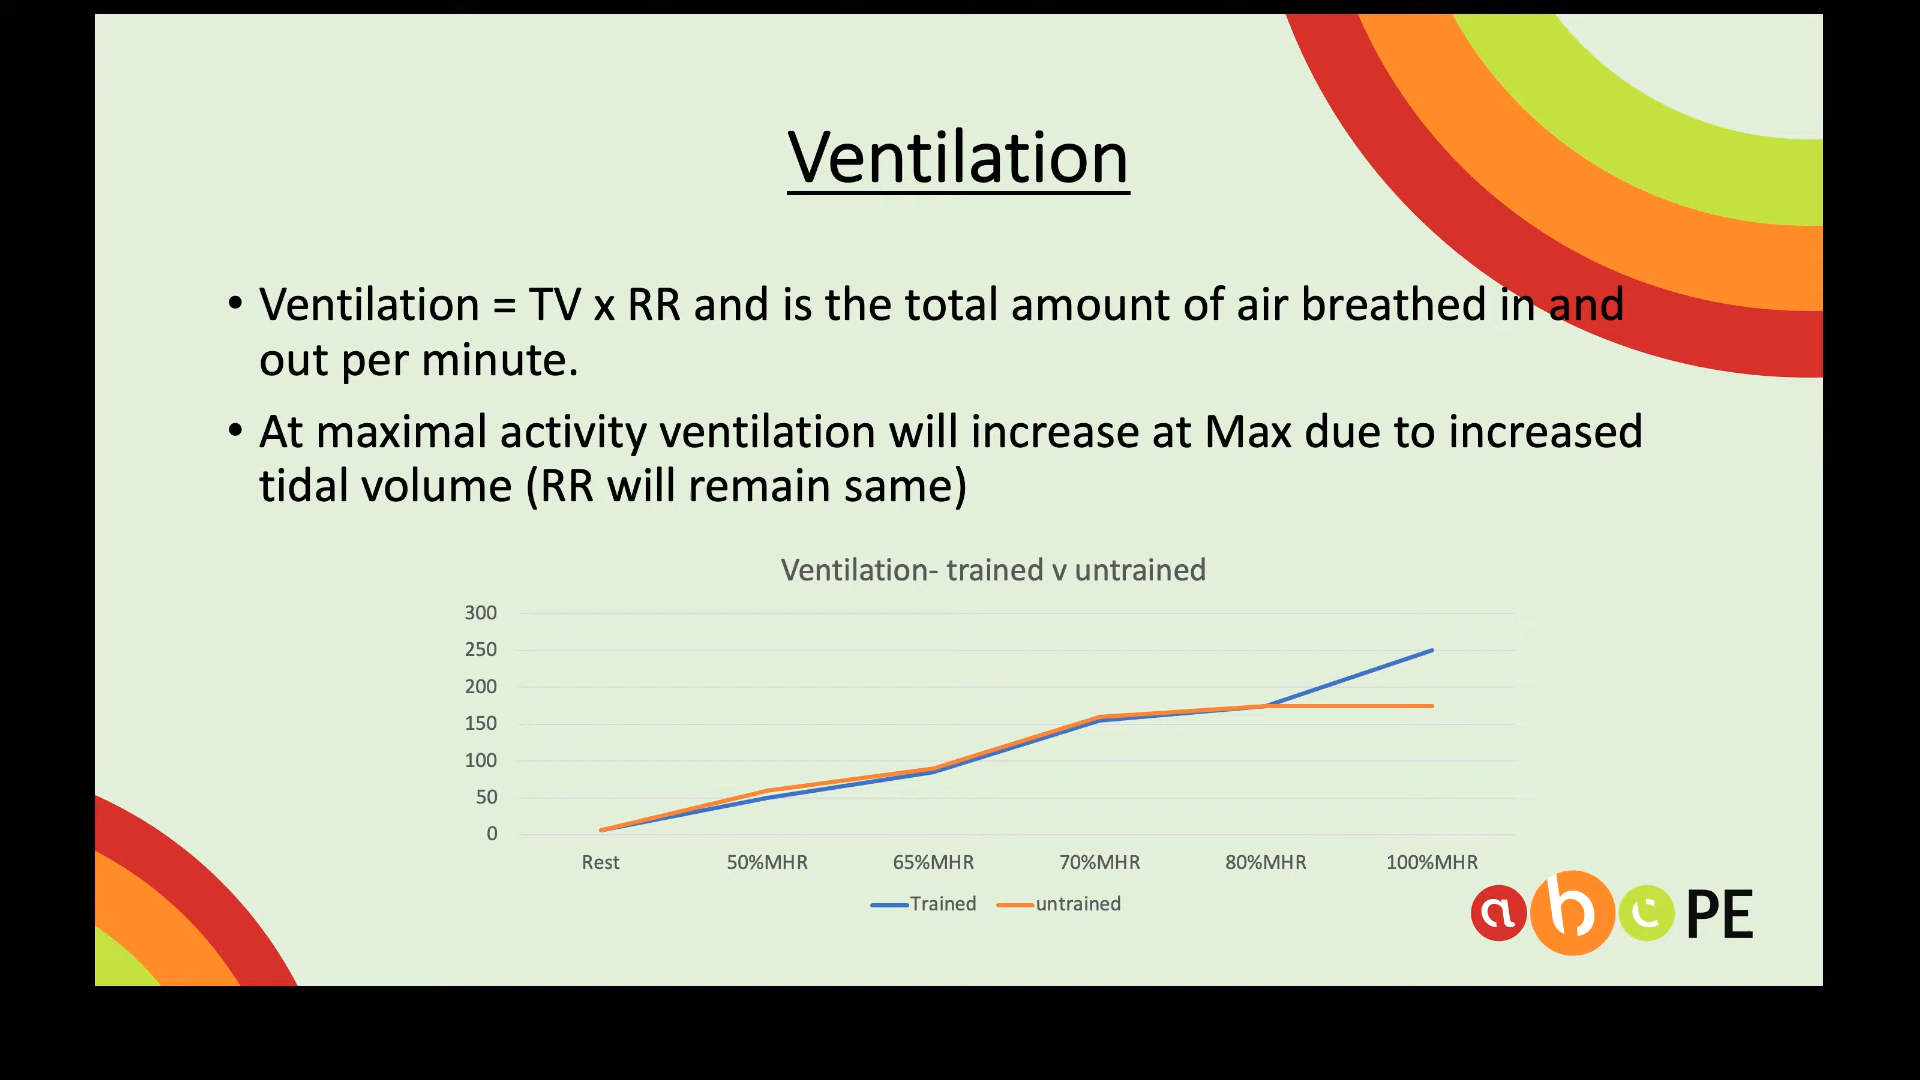 Ventilation
• Ventilation = TV x RR and is the total amount of air breathed in and
out per minute.
• At maximal activity ventilation will increase at Max due to increased
tidal volume (RR will remain same)
Ventilation- trained v untrained
300
250
200
150
100
50
0
Rest 50%MHR 65%MHR 70%MHR 80%MHR 100%MHR
Trained untrained
a b c PE